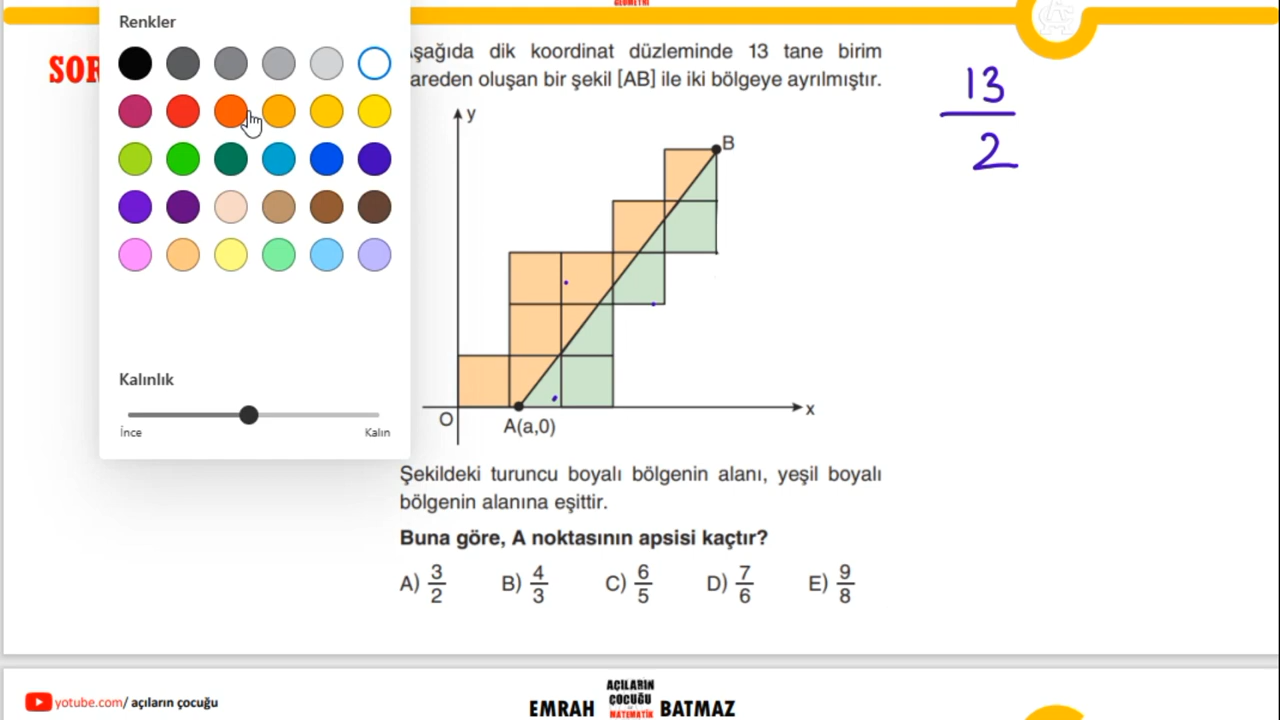 GEOMETRİ
Renkler
SOR
şağıda dik koordinat düzleminde 13 tane birim
areden oluşan bir şekil [AB] ile iki bölgeye ayrılmıştır.
13
2
y
B
O
A(a,0)
x
Kalınlık
İnce
Kalın
Şekildeki turuncu boyalı bölgenin alanı, yeşil boyalı
bölgenin alanına eşittir.
Buna göre, A noktasının apsisi kaçtır?
A) 3/2 B) 4/3 C) 6/5 D) 7/6 E) 9/8
yotube.com/ açıların çocuğu
EMRAH
AÇILARIN
ÇOCUĞU
MATEMATİK
BATMAZ